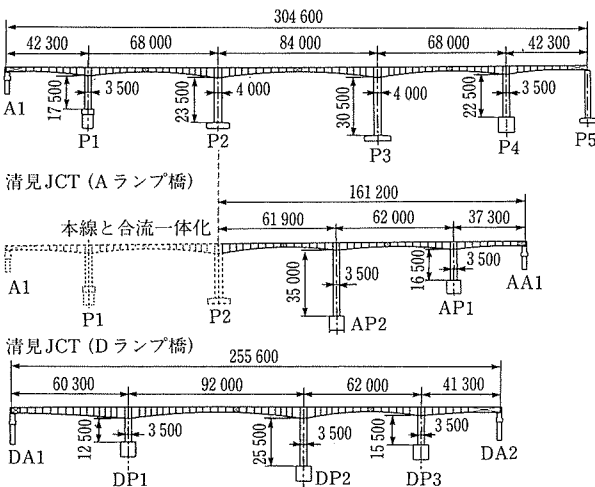 304 600
42 300 68 000 84 000 68 000 42 300
17 500 3 500 23 500 4 000 30 500 4 000 22 500 3 500
A1 P1 P2 P3 P4 P5
清見JCT (Aランプ橋)
161 200
本線と合流一体化 61 900 62 000 37 300
35 000 3 500 16 500 3 500
A1 P1 P2 AP2 AP1 AA1
清見JCT (Dランプ橋)
255 600
60 300 92 000 62 000 41 300
12 500 3 500 25 500 3 500 15 500 3 500
DA1 DP1 DP2 DP3 DA2